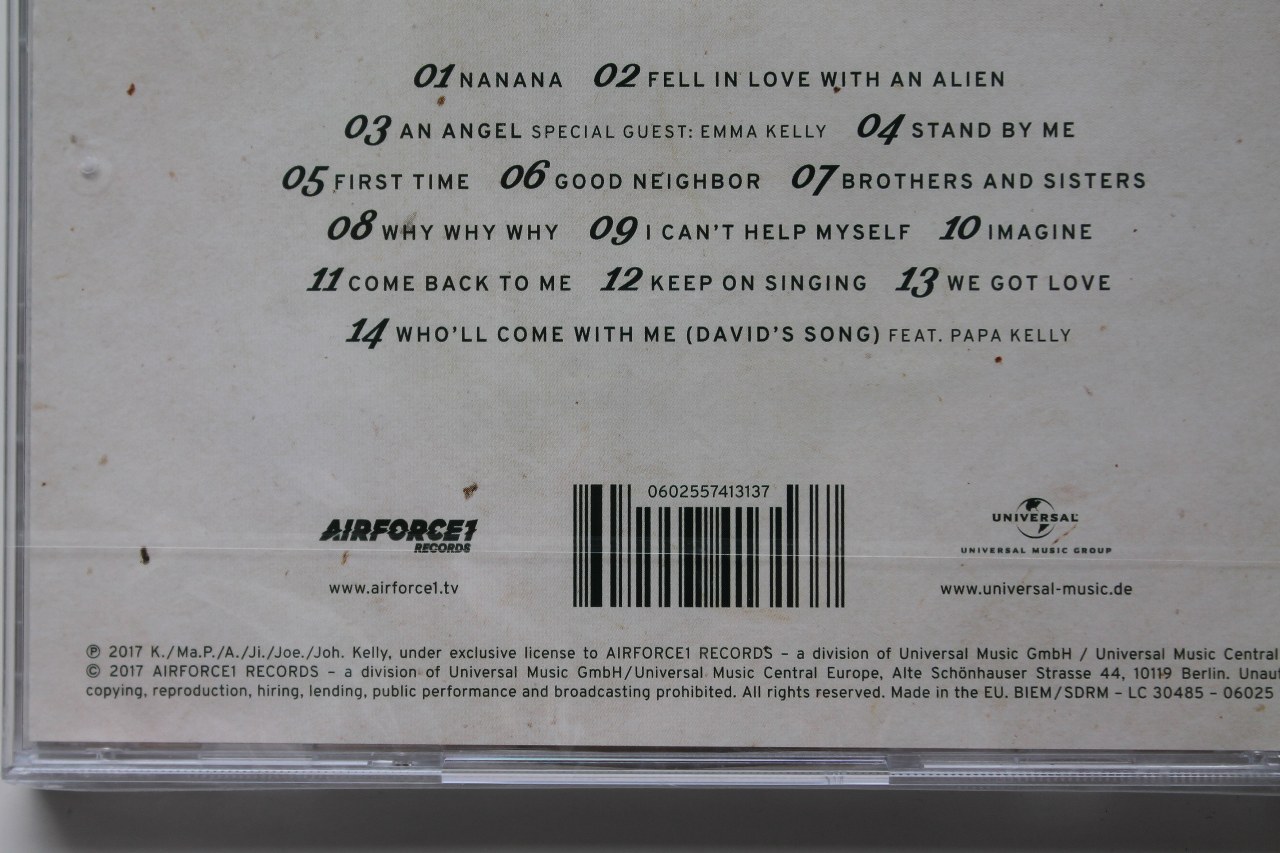 01 NANANA 02 FELL IN LOVE WITH AN ALIEN
03 AN ANGEL SPECIAL GUEST: EMMA KELLY 04 STAND BY ME
05 FIRST TIME 06 GOOD NEIGHBOR 07 BROTHERS AND SISTERS
08 WHY WHY WHY 09 I CAN'T HELP MYSELF 10 IMAGINE
11 COME BACK TO ME 12 KEEP ON SINGING 13 WE GOT LOVE
14 WHO'LL COME WITH ME (DAVID'S SONG) FEAT. PAPA KELLY
0602557413137
AIRFORCE1
RECORDS
www.airforce1.tv
UNIVERSAL
UNIVERSAL MUSIC GROUP
www.universal-music.de
℗ 2017 K./Ma.P./A./Ji./Joe./Joh. Kelly, under exclusive license to AIRFORCE1 RECORDS – a division of Universal Music GmbH / Universal Music Central
© 2017 AIRFORCE1 RECORDS – a division of Universal Music GmbH/Universal Music Central Europe, Alte Schönhauser Strasse 44, 10119 Berlin.
copying, reproduction, hiring, lending, public performance and broadcasting prohibited. All rights reserved. Made in the EU. BIEM/SDRM – LC 30485 – 06025